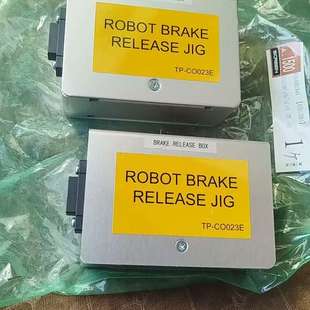 ROBOT BRAKE
RELEASE JIG
TP-CO023E
BRAKE RELEASE BOX
ROBOT BRAKE
RELEASE JIG
TP-CO023E